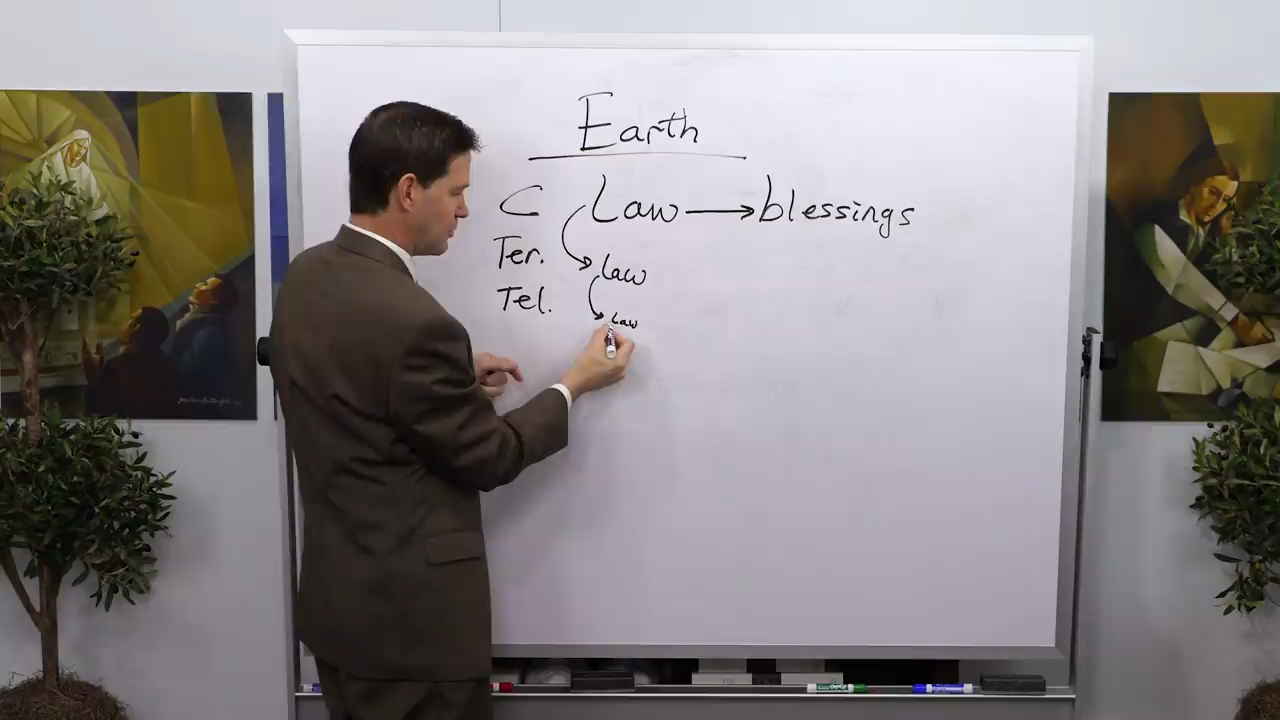 Earth
C Law → blessings
Ter. Law
Tel. Law